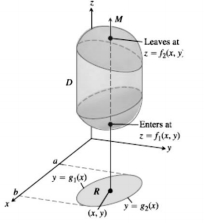 z
M
Leaves at
z = f₂(x, y)
D
Enters at
z = f₁(x, y)
y
a
y = g₁(x)
b
R
x
(x, y)
y = g₂(x)